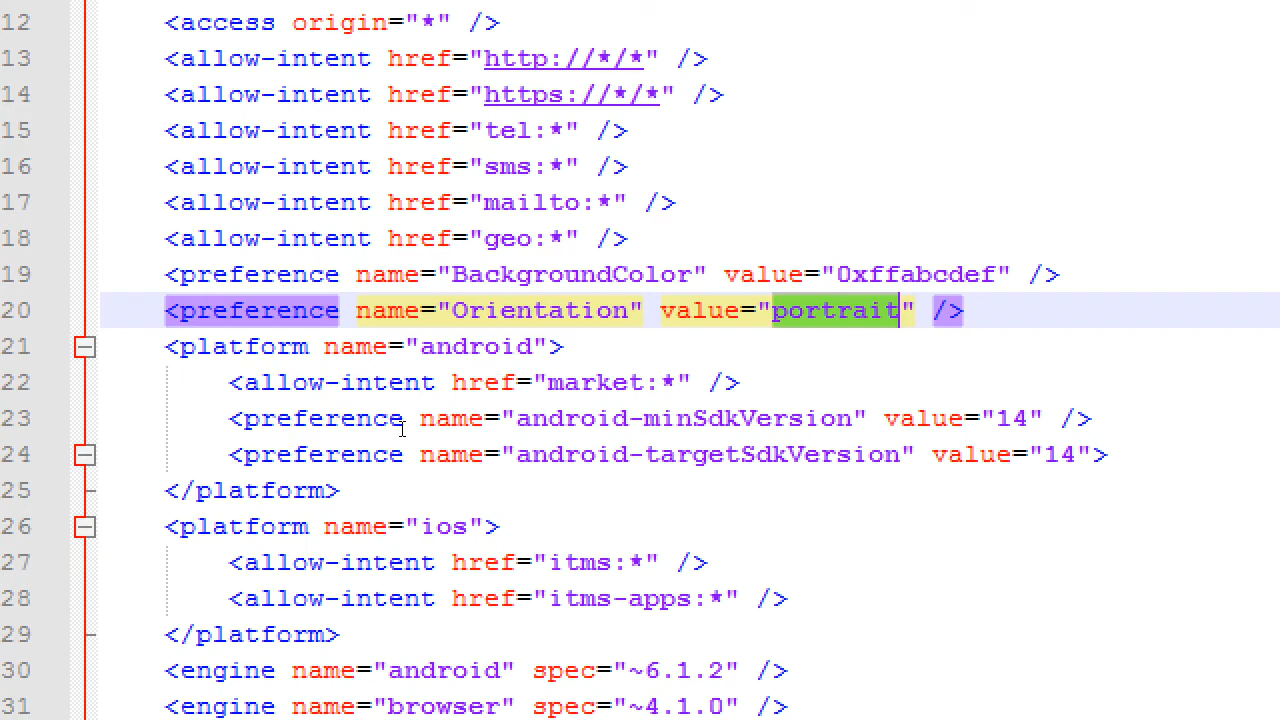 12 <access origin="*" />
13 <allow-intent href="http://*/*" />
14 <allow-intent href="https://*/*" />
15 <allow-intent href="tel:*" />
16 <allow-intent href="sms:*" />
17 <allow-intent href="mailto:*" />
18 <allow-intent href="geo:*" />
19 <preference name="BackgroundColor" value="0xffabcdef" />
20 <preference name="Orientation" value="portrait" />
21 <platform name="android">
22 <allow-intent href="market:*" />
23 <preference name="android-minSdkVersion" value="14" />
24 <preference name="android-targetSdkVersion" value="14">
25 </platform>
26 <platform name="ios">
27 <allow-intent href="itms:*" />
28 <allow-intent href="itms-apps:*" />
29 </platform>
30 <engine name="android" spec="~6.1.2" />
31 <engine name="browser" spec="~4.1.0" />